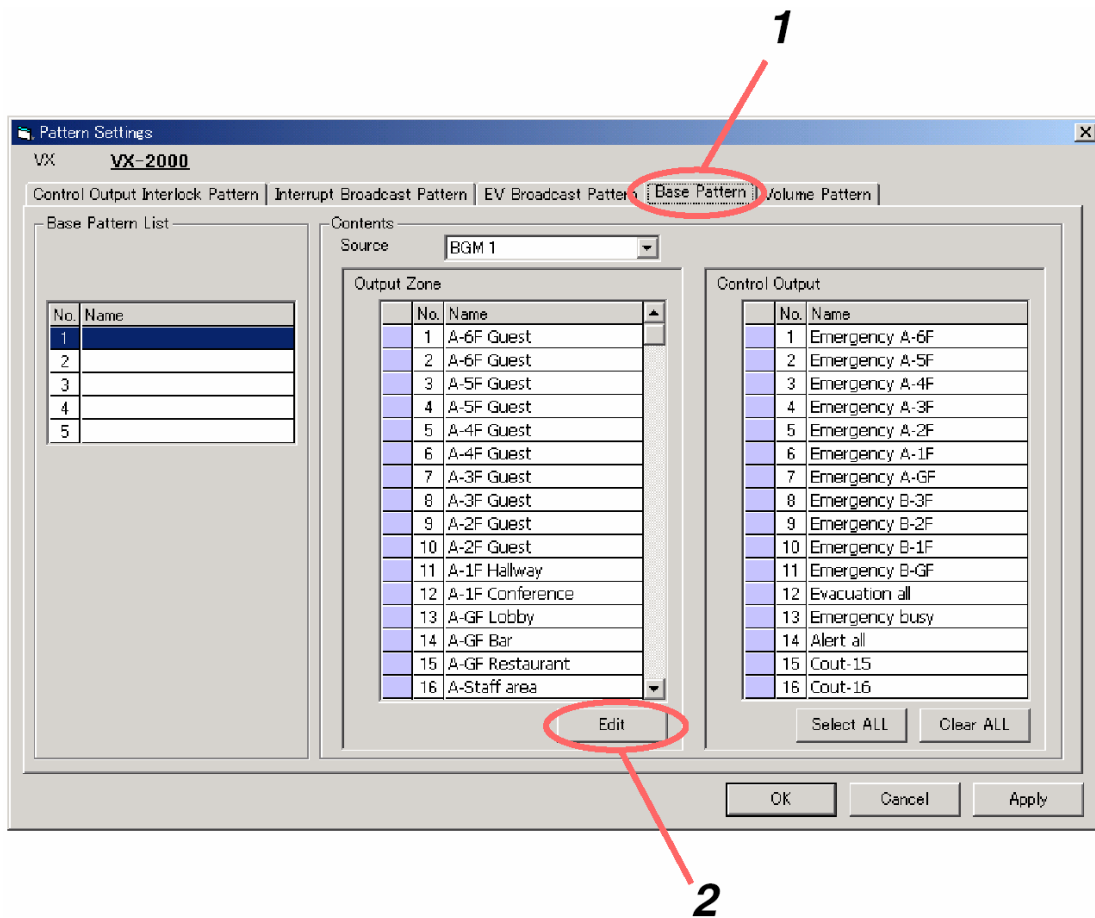 1
Pattern Settings
VX VX-2000
Control Output Interlock Pattern Interrupt Broadcast Pattern EV Broadcast Pattern Base Pattern Volume Pattern
Base Pattern List
No. Name
1
2
3
4
5
Contents
Source BGM 1
Output Zone
No. Name
1 A-6F Guest
2 A-6F Guest
3 A-5F Guest
4 A-5F Guest
5 A-4F Guest
6 A-4F Guest
7 A-3F Guest
8 A-3F Guest
9 A-2F Guest
10 A-2F Guest
11 A-1F Hallway
12 A-1F Conference
13 A-GF Lobby
14 A-GF Bar
15 A-GF Restaurant
16 A-Staff area
Edit
Control Output
No. Name
1 Emergency A-6F
2 Emergency A-5F
3 Emergency A-4F
4 Emergency A-3F
5 Emergency A-2F
6 Emergency A-1F
7 Emergency A-GF
8 Emergency B-3F
9 Emergency B-2F
10 Emergency B-1F
11 Emergency B-GF
12 Evacuation all
13 Emergency busy
14 Alert all
15 Cout-15
16 Cout-16
Select ALL Clear ALL
OK Cancel Apply
2